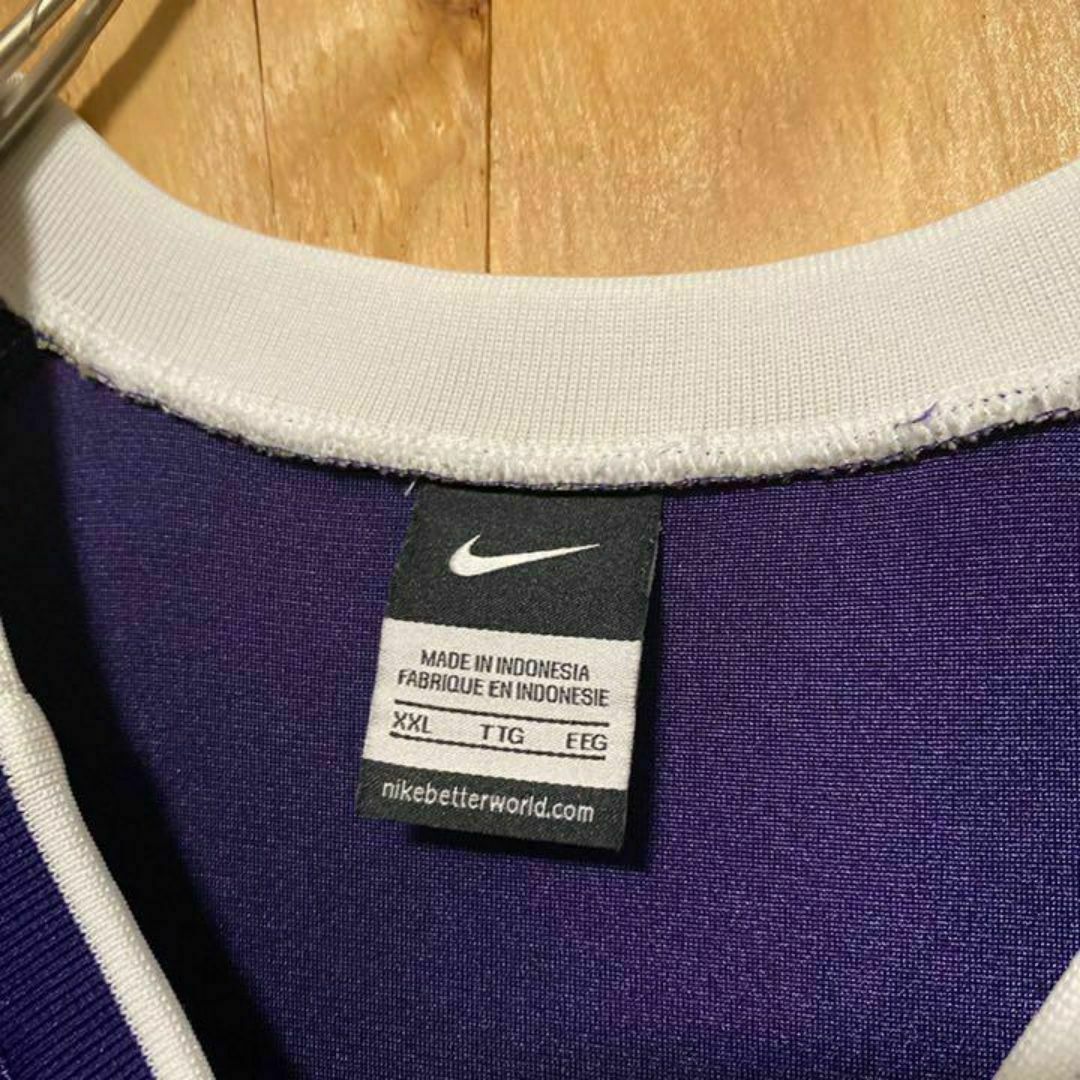 MADE IN INDONESIA
FABRIQUE EN INDONESIE
XXL TTG EEG
nikebetterworld.com